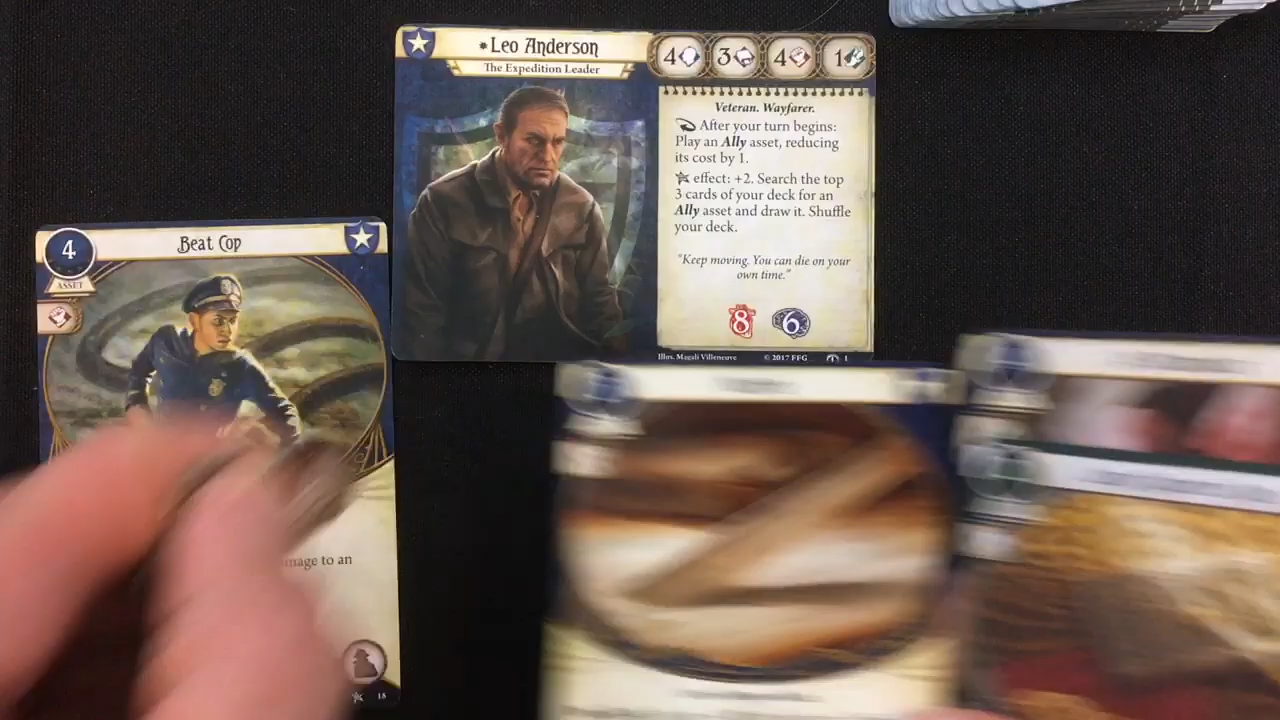 Leo Anderson
The Expedition Leader
4 3 4 1
Veteran. Wayfarer.
After your turn begins:
Play an Ally asset, reducing
its cost by 1.
effect: +2. Search the top
3 cards of your deck for an
Ally asset and draw it. Shuffle
your deck.
"Keep moving. You can die on your
own time."
8 6
Illus. Magali Villeneuve © 2017 FFG 1
4
Beat Cop
ASSET
mage to an
18